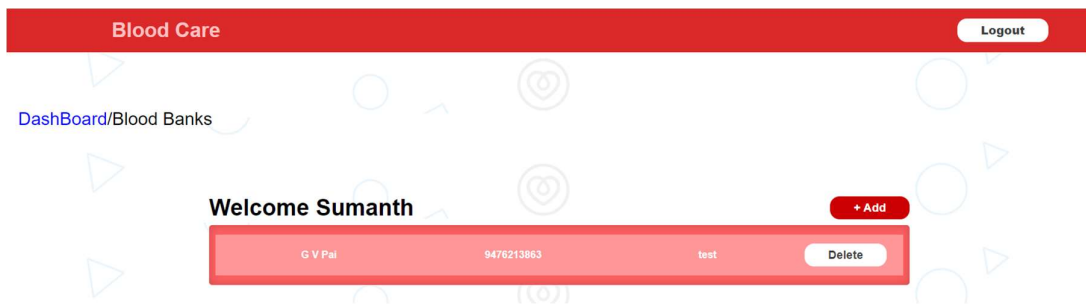 Blood Care Logout
DashBoard/Blood Banks
Welcome Sumanth + Add
G V Pai 9476213863 test Delete